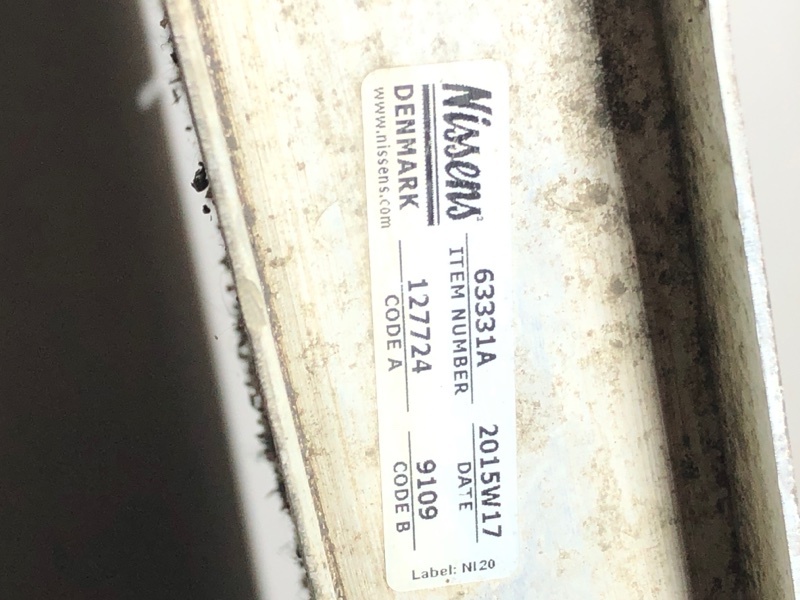 Nissens
DENMARK
www.nissens.com
63331A
ITEM NUMBER
2015W17
DATE
127724
CODE A
9109
CODE B
Label: NI20